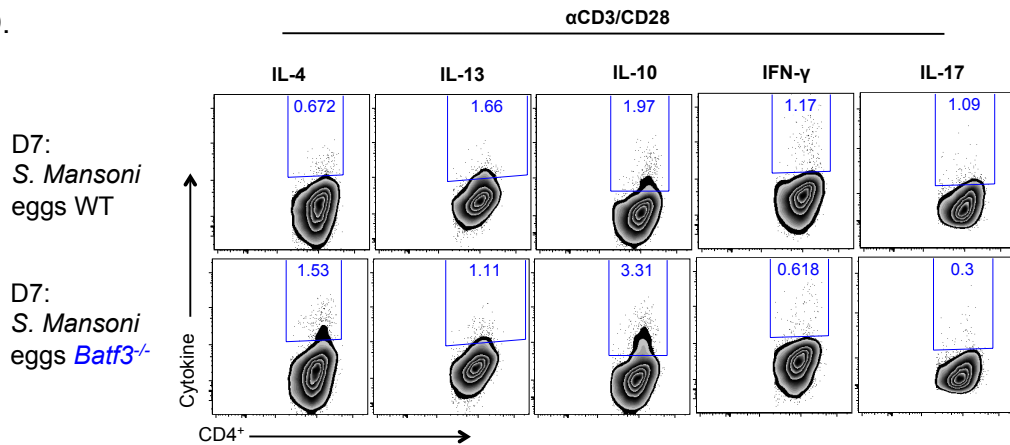 ).
αCD3/CD28
IL-4 IL-13 IL-10 IFN-γ IL-17
D7:
S. Mansoni
eggs WT
0.672 1.66 1.97 1.17 1.09
D7:
S. Mansoni
eggs Batf3-/-
1.53 1.11 3.31 0.618 0.3
Cytokine
CD4+